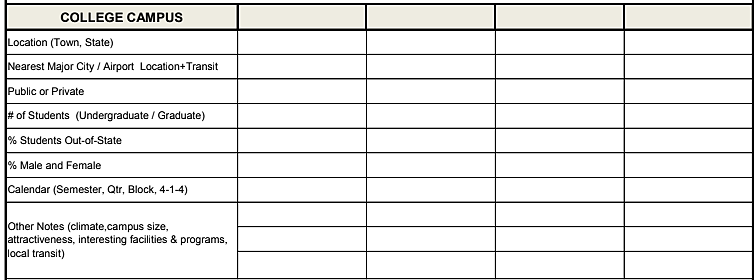 COLLEGE CAMPUS
Location (Town, State)
Nearest Major City / Airport  Location+Transit
Public or Private
# of Students  (Undergraduate / Graduate)
% Students Out-of-State
% Male and Female
Calendar (Semester, Qtr, Block, 4-1-4)
Other Notes (climate,campus size,
attractiveness, interesting facilities & programs,
local transit)